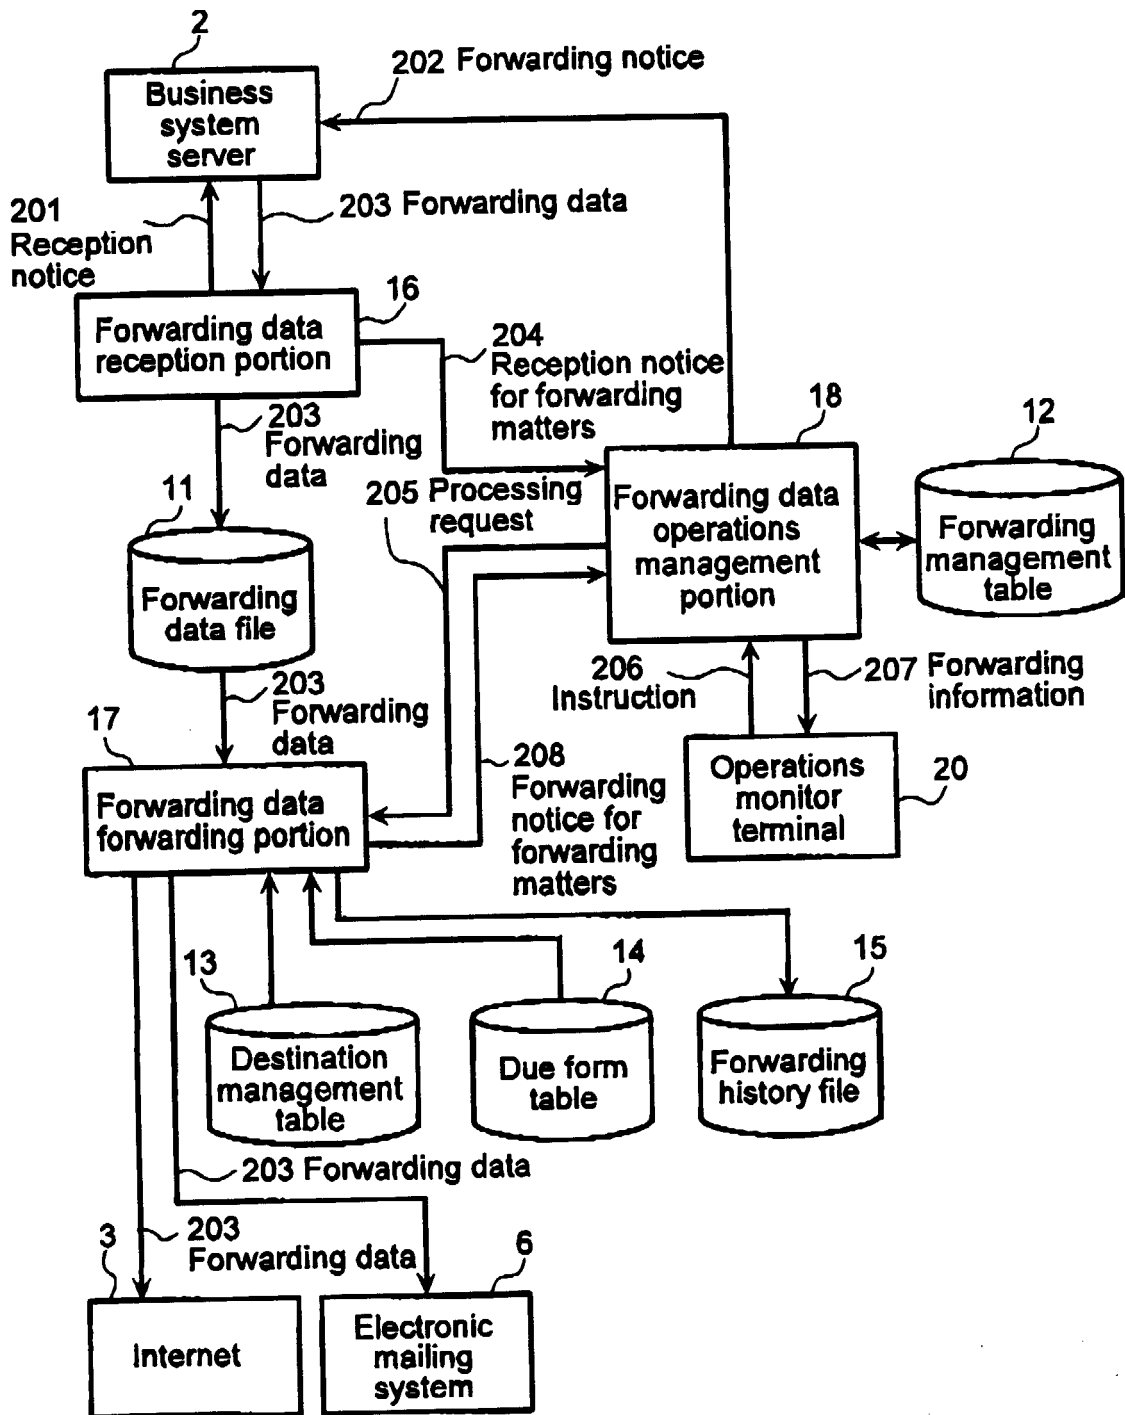 2
202 Forwarding notice
Business
system
server
201
Reception
notice
203 Forwarding data
16
Forwarding data
reception portion
204
Reception notice
for forwarding
matters
203
Forwarding
data
18
12
11
205 Processing
request
Forwarding data
operations
management
portion
Forwarding
management
table
Forwarding
data file
206
Instruction
207 Forwarding
information
203
Forwarding
data
17
208
Forwarding
notice for
forwarding
matters
Operations
monitor
terminal
20
Forwarding data
forwarding portion
13
14
15
Destination
management
table
Due form
table
Forwarding
history file
203 Forwarding data
203
Forwarding data
3
6
Internet
Electronic
mailing
system